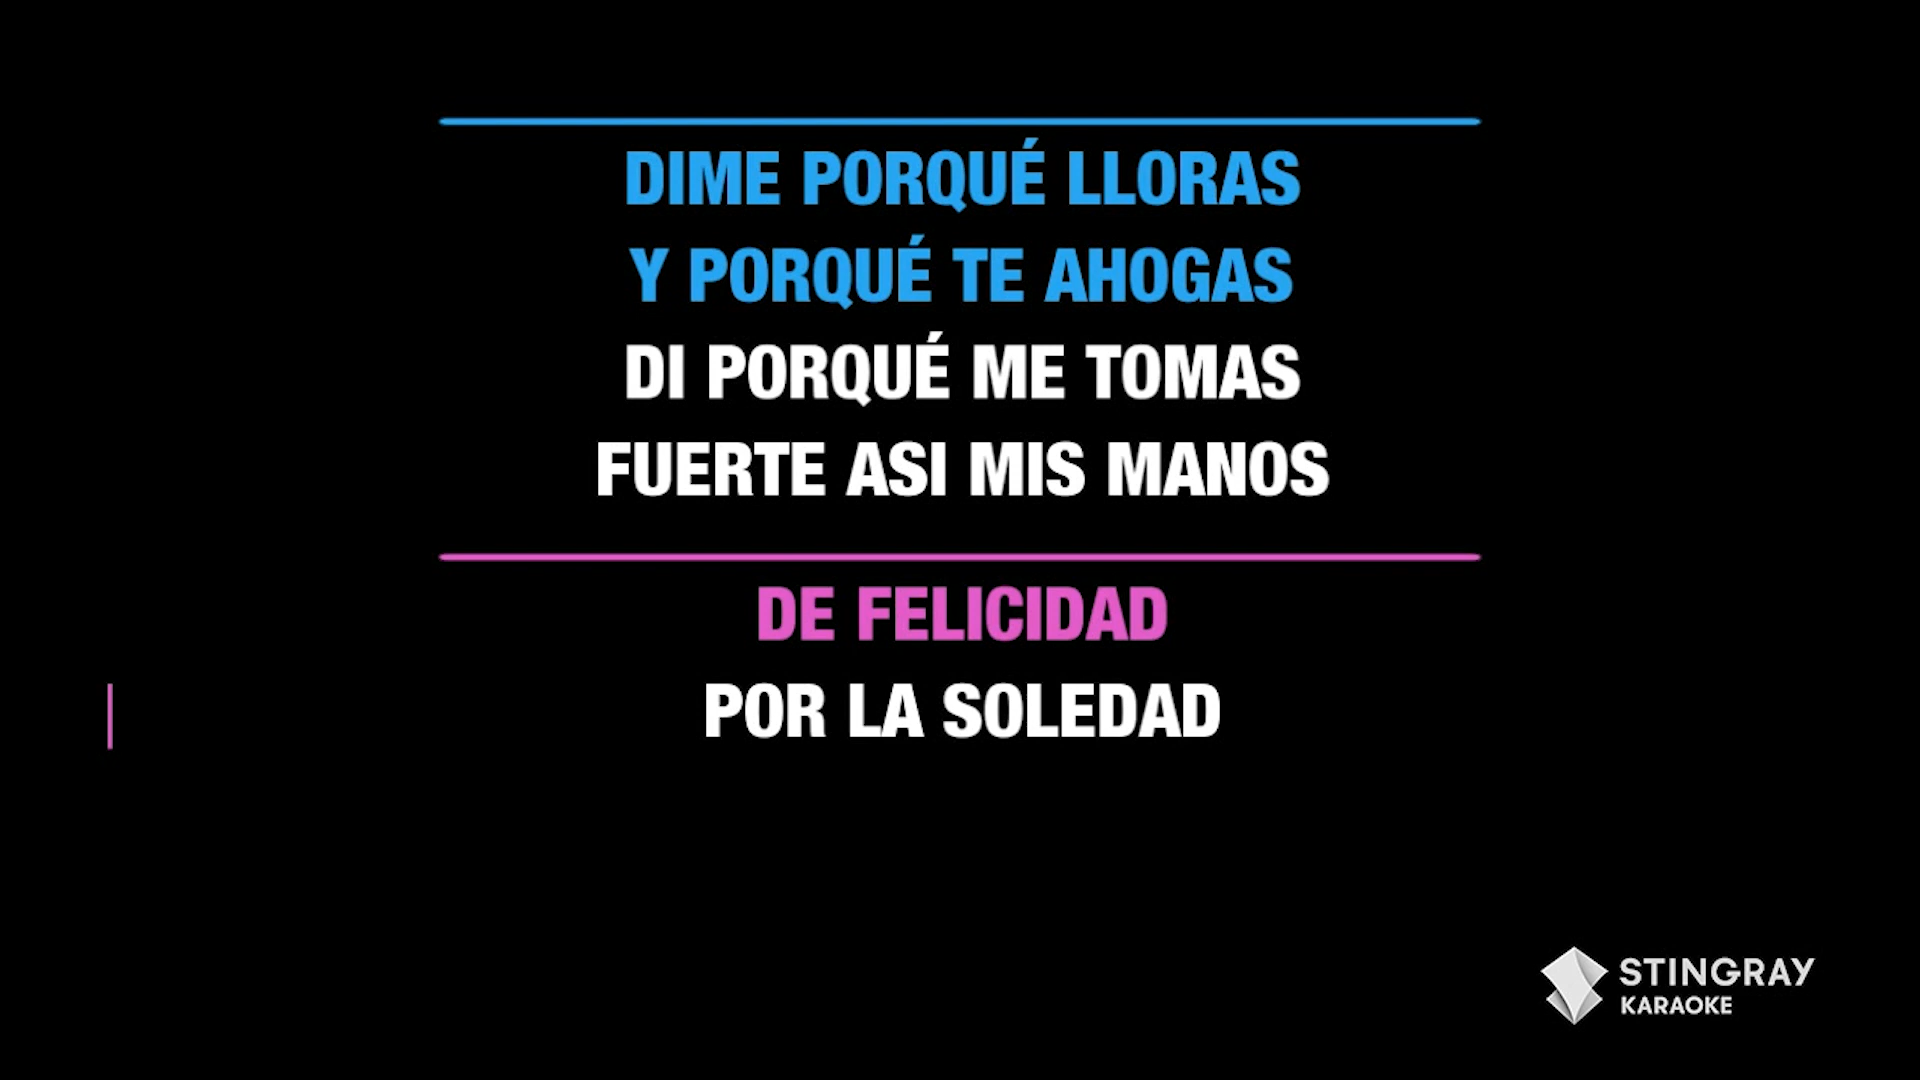 DIME PORQUÉ LLORAS
Y PORQUÉ TE AHOGAS
DI PORQUÉ ME TOMAS
FUERTE ASI MIS MANOS
DE FELICIDAD
POR LA SOLEDAD
STINGRAY
KARAOKE